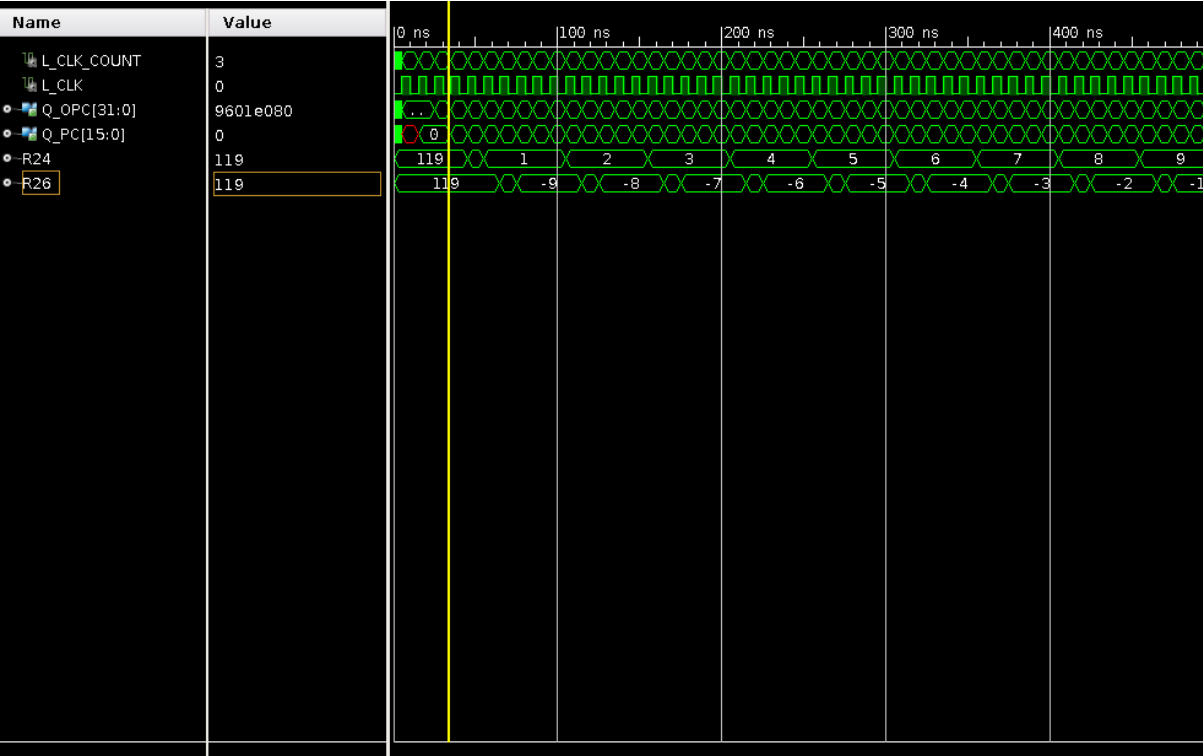 Name Value
0 ns 100 ns 200 ns 300 ns 400 ns
L_CLK_COUNT 3
L_CLK 0
Q_OPC[31:0] 9601e080 ..
Q_PC[15:0] 0 0
R24 119 119 1 2 3 4 5 6 7 8 9
R26 119 119 -9 -8 -7 -6 -5 -4 -3 -2 -1